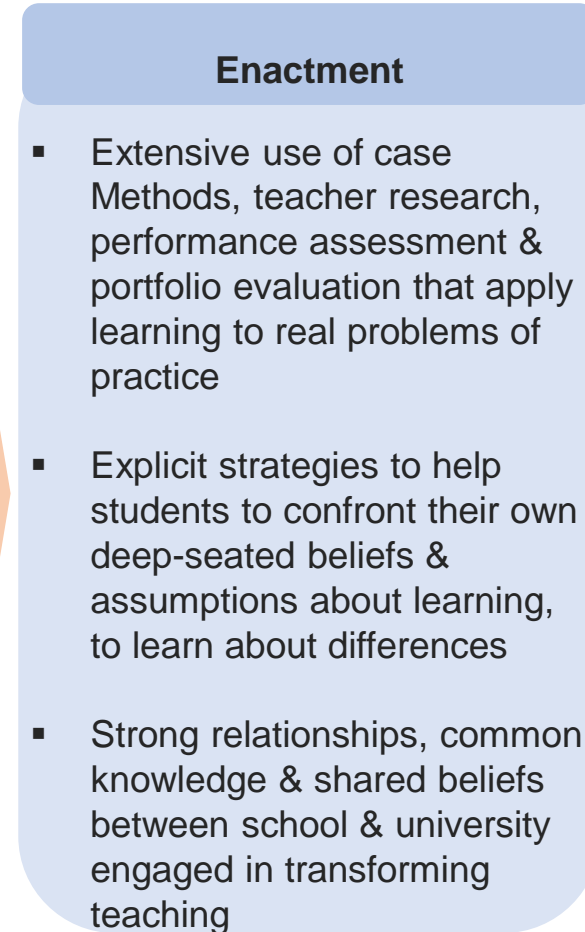 Enactment
▪ Extensive use of case
Methods, teacher research,
performance assessment &
portfolio evaluation that apply
learning to real problems of
practice
▪ Explicit strategies to help
students to confront their own
deep-seated beliefs &
assumptions about learning,
to learn about differences
▪ Strong relationships, common
knowledge & shared beliefs
between school & university
engaged in transforming
teaching